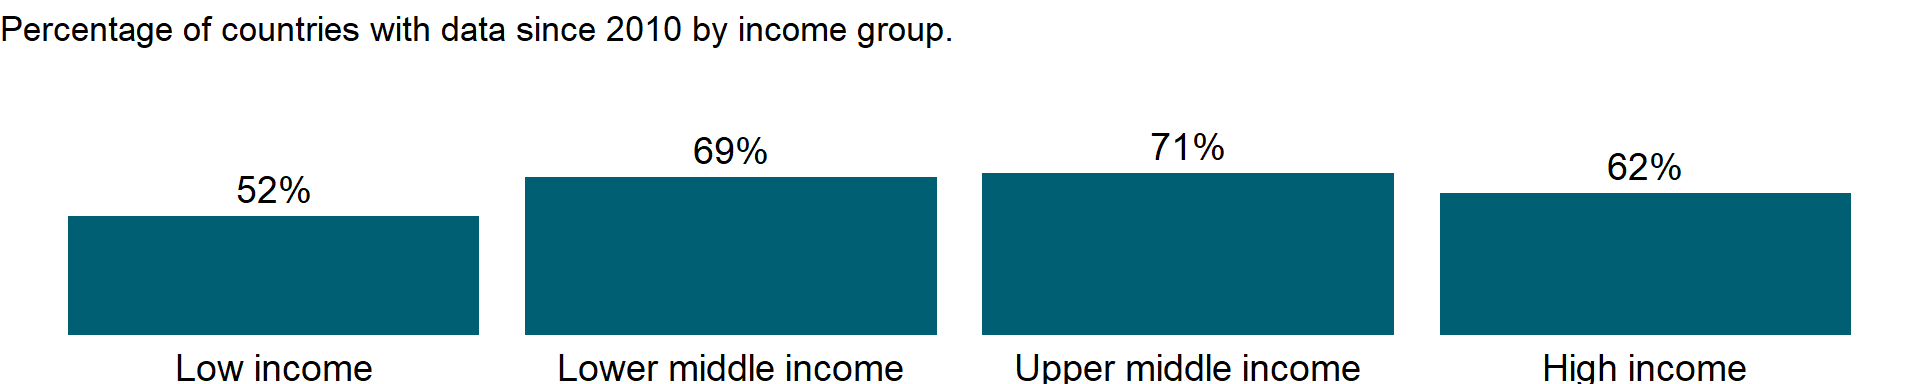 Percentage of countries with data since 2010 by income group.
52%
69%
71%
62%
Low income
Lower middle income
Upper middle income
High income